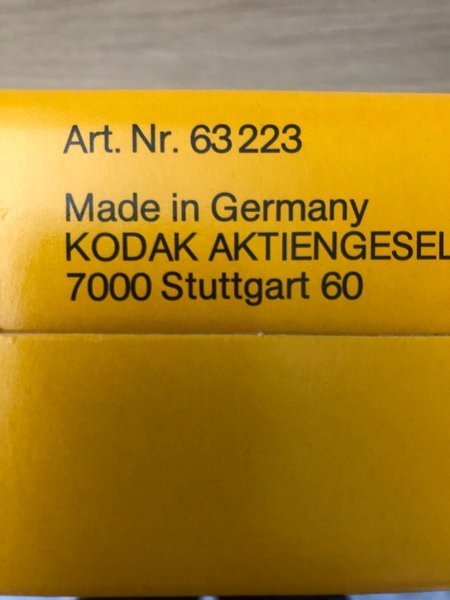 Art. Nr. 63 223
Made in Germany
KODAK AKTIENGESEL
7000 Stuttgart 60